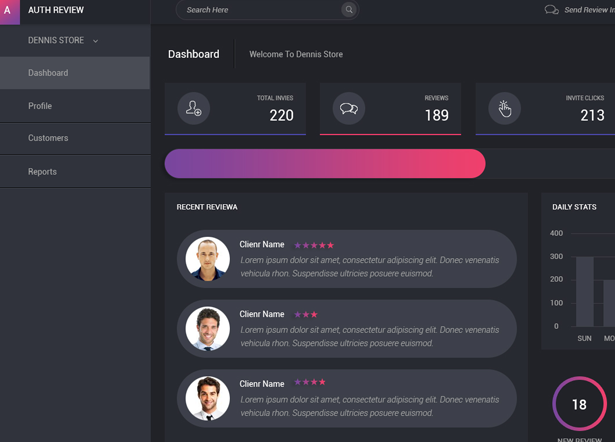 A
AUTH REVIEW
Search Here
Send Review In
DENNIS STORE
Dashboard
Profile
Customers
Reports
Dashboard
Welcome To Dennis Store
TOTAL INVIES
220
REVIEWS
189
INVITE CLICKS
213
RECENT REVIEWA
Clienr Name
Lorem ipsum dolor sit amet, consectetur adipiscing elit. Donec venenatis
vehicula rhon. Suspendisse ultricies posuere euismod.
Clienr Name
Lorem ipsum dolor sit amet, consectetur adipiscing elit. Donec venenatis
vehicula rhon. Suspendisse ultricies posuere euismod.
Clienr Name
Lorem ipsum dolor sit amet, consectetur adipiscing elit. Donec venenatis
vehicula rhon. Suspendisse ultricies posuere euismod.
DAILY STATS
400
300
200
100
0
SUN
MO
18
NEW REVIEW